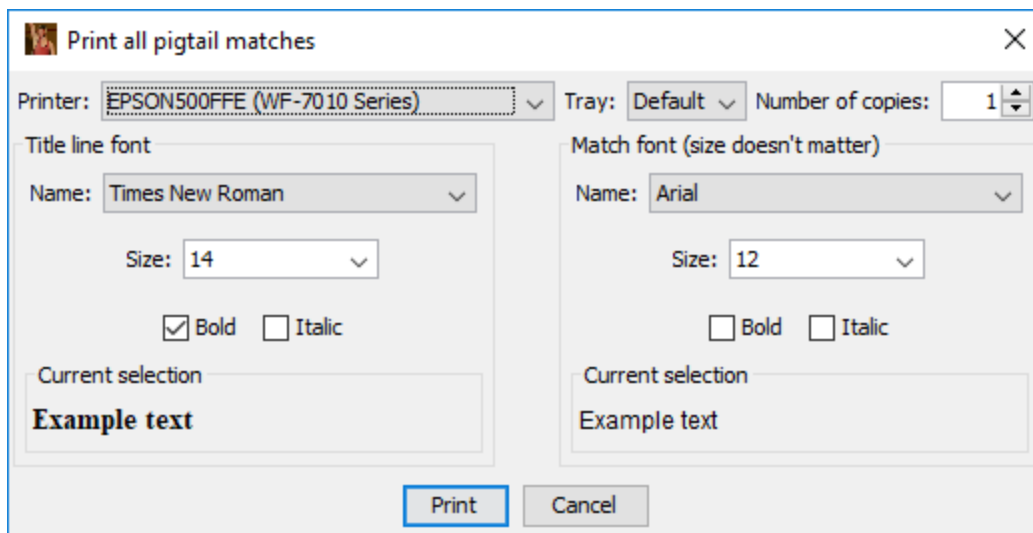 Print all pigtail matches
Printer: EPSON500FFE (WF-7010 Series) Tray: Default Number of copies: 1
Title line font
Name: Times New Roman
Size: 14
Bold Italic
Current selection
Example text
Match font (size doesn't matter)
Name: Arial
Size: 12
Bold Italic
Current selection
Example text
Print Cancel